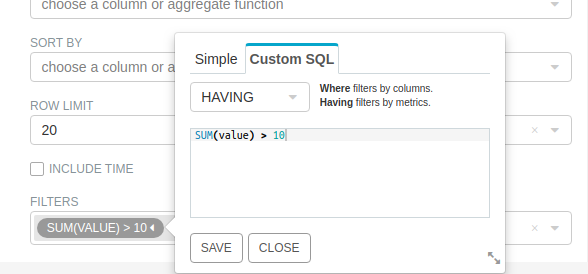 choose a column or aggregate function
SORT BY
choose a column or a
ROW LIMIT
20
INCLUDE TIME
FILTERS
SUM(VALUE) > 10
Simple
Custom SQL
HAVING
Where filters by columns.
Having filters by metrics.
SUM(value) > 10
SAVE
CLOSE